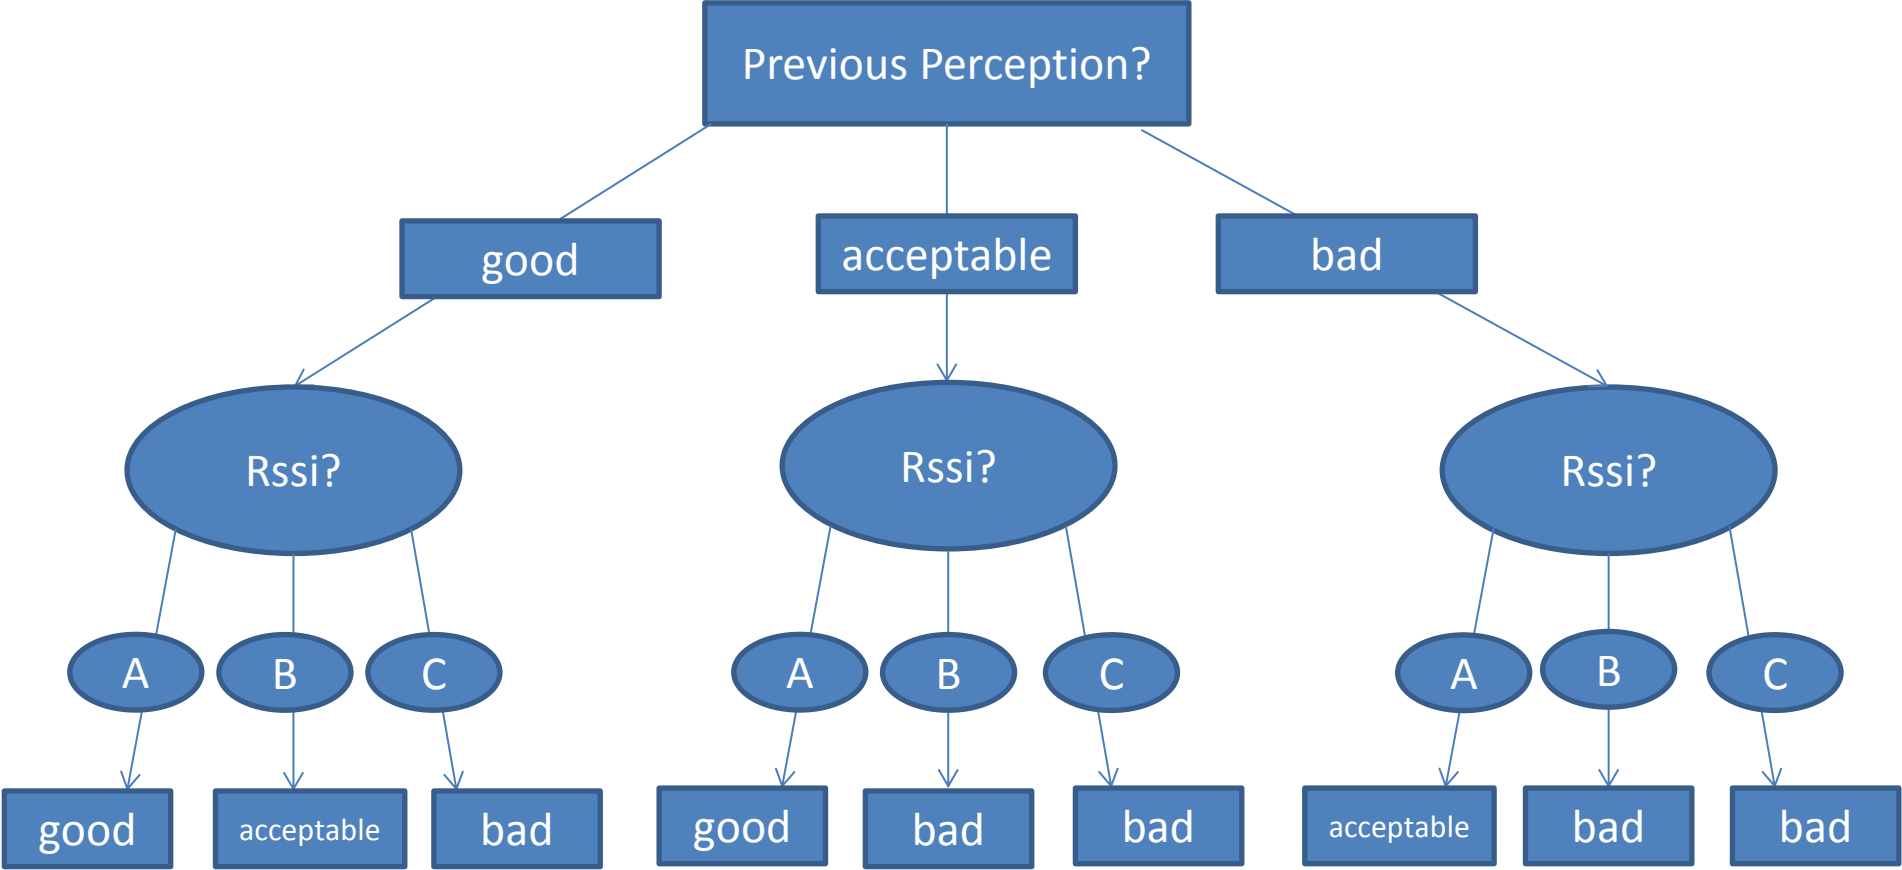 Previous Perception?
good
acceptable
bad
Rssi?
Rssi?
Rssi?
A
B
C
A
B
C
A
B
C
good
acceptable
bad
good
bad
bad
acceptable
bad
bad